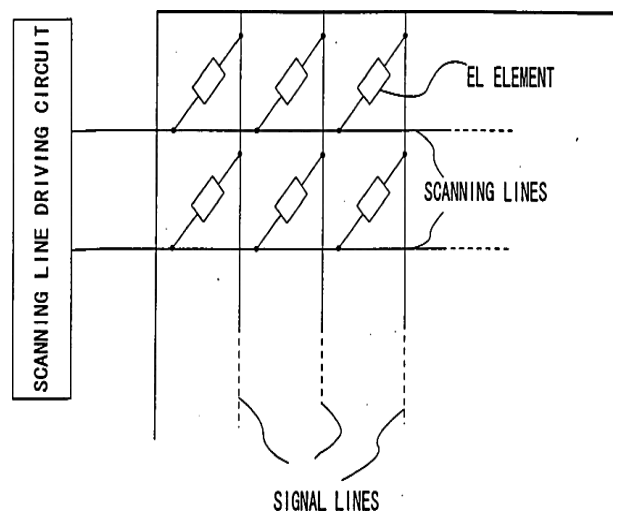 SCANNING LINE DRIVING CIRCUIT
EL ELEMENT
SCANNING LINES
SIGNAL LINES